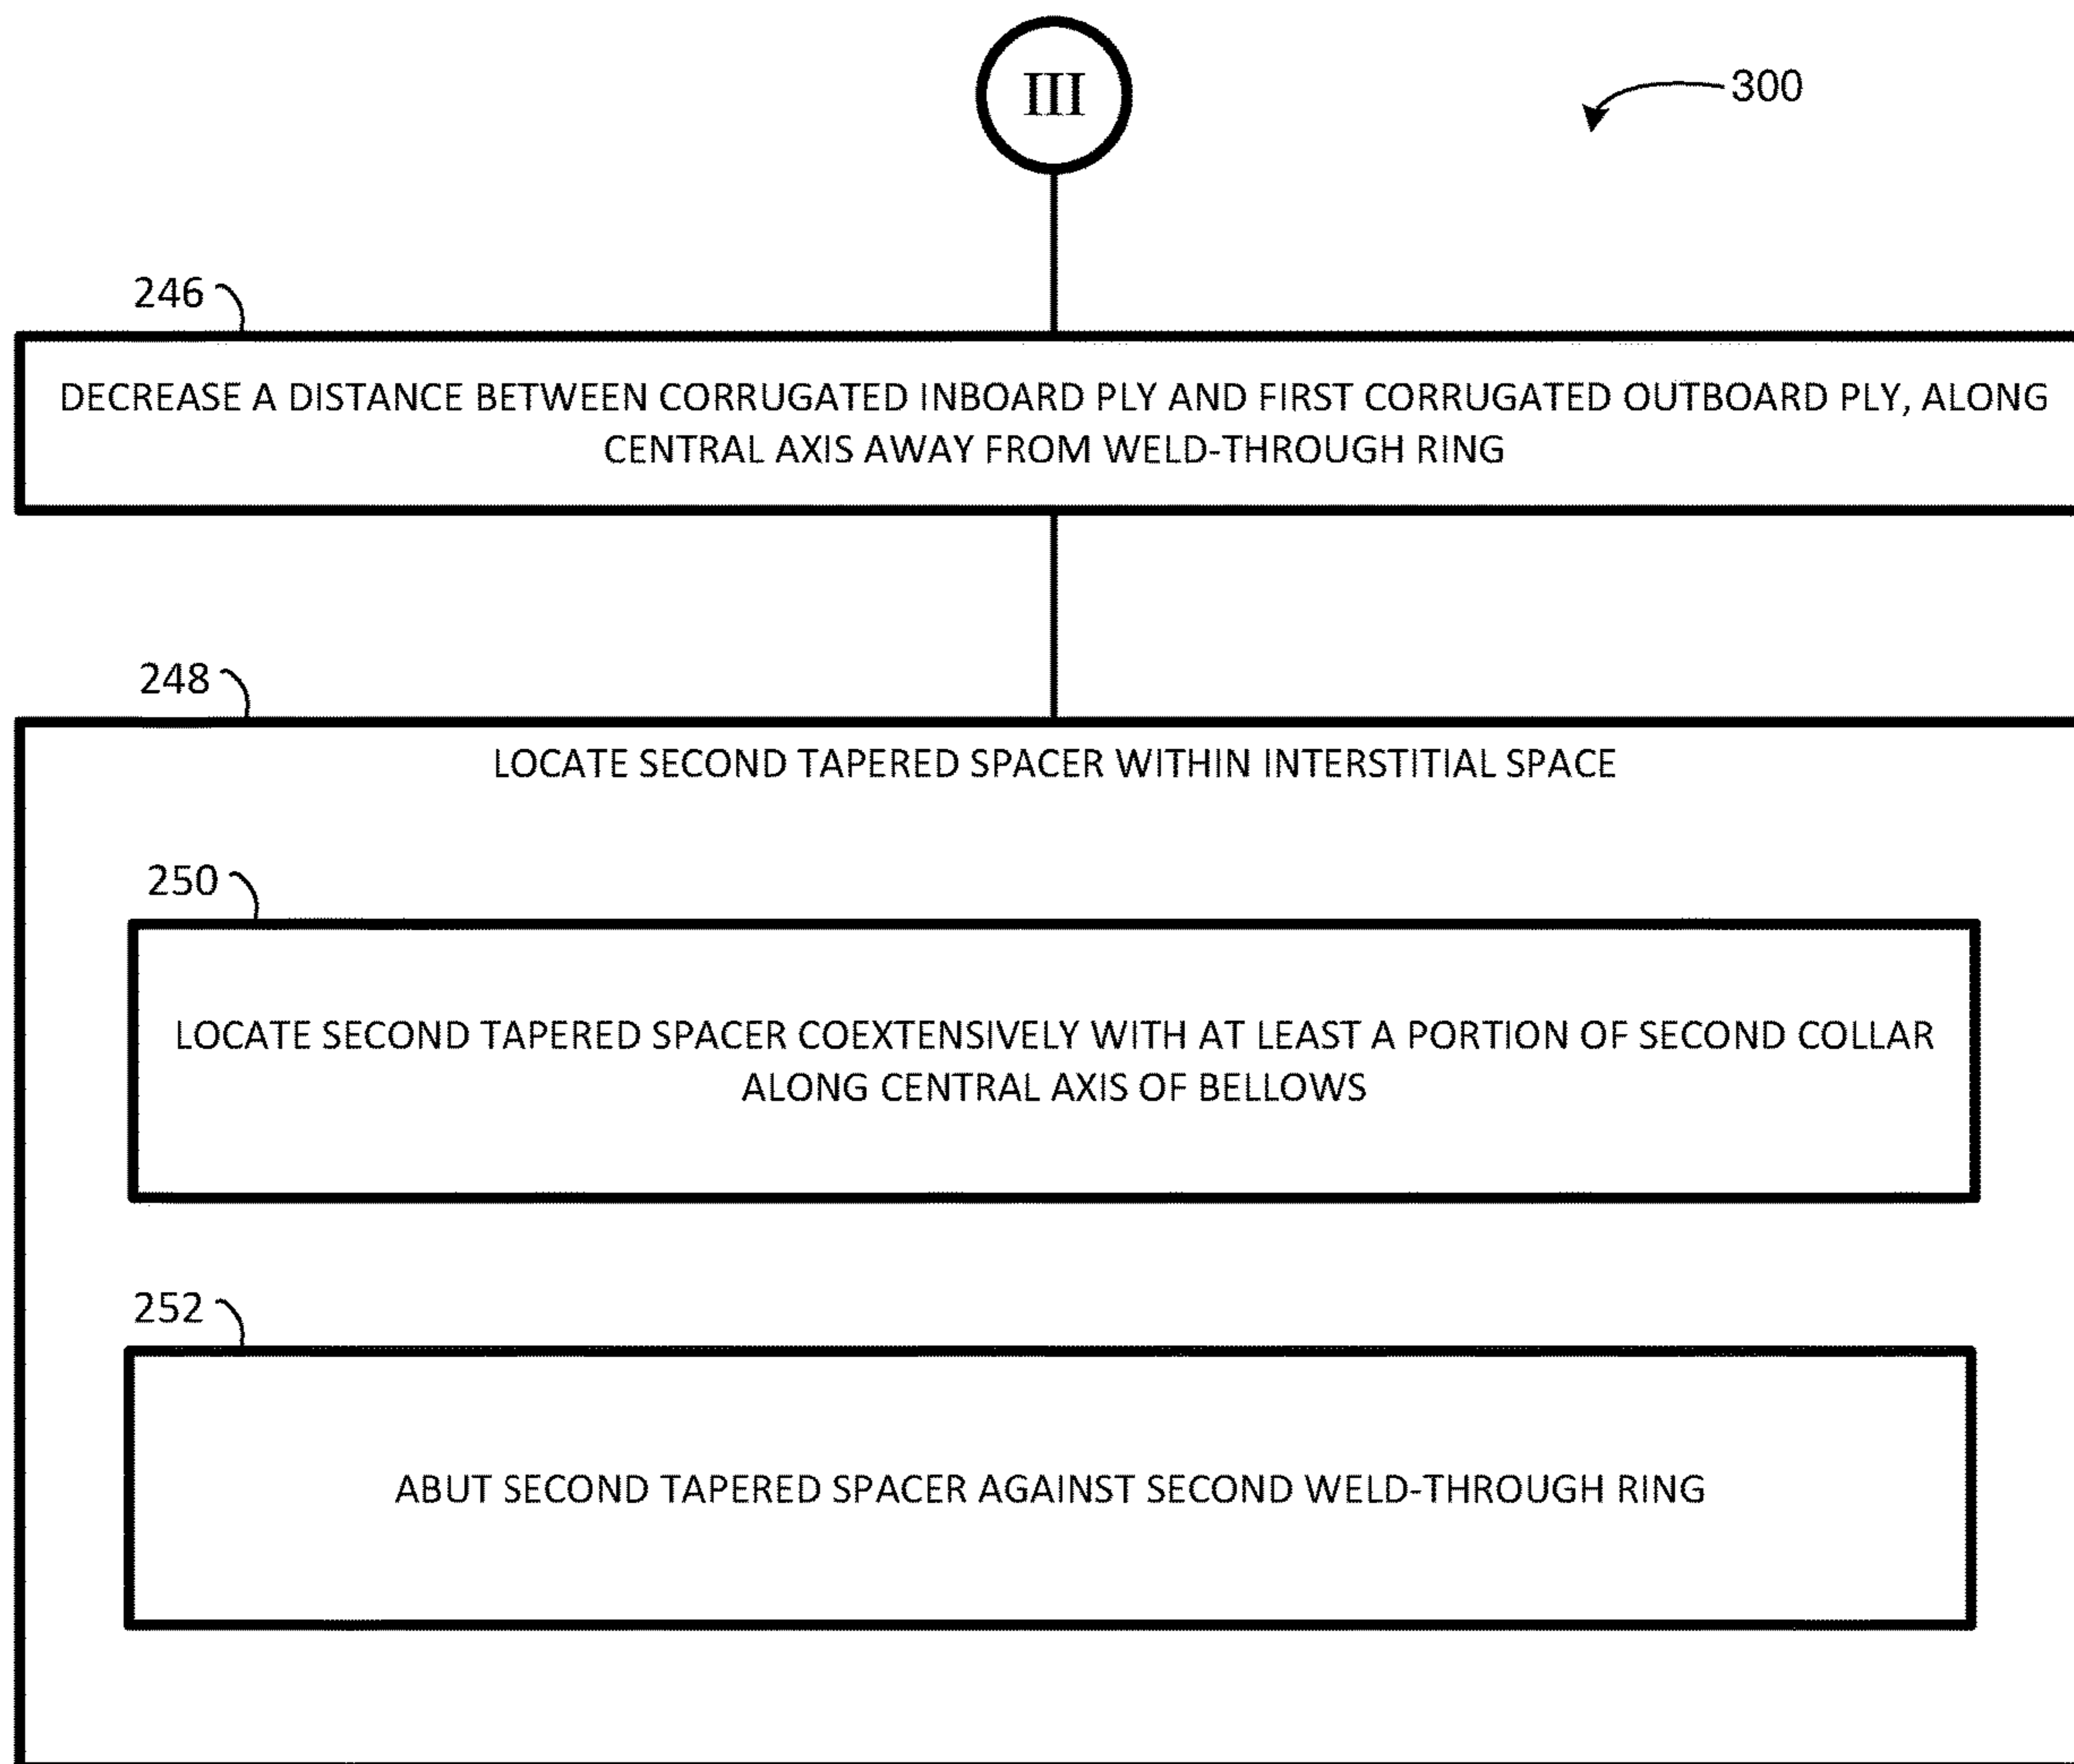 III
300
246
DECREASE A DISTANCE BETWEEN CORRUGATED INBOARD PLY AND FIRST CORRUGATED OUTBOARD PLY, ALONG
CENTRAL AXIS AWAY FROM WELD-THROUGH RING
248
LOCATE SECOND TAPERED SPACER WITHIN INTERSTITIAL SPACE
250
LOCATE SECOND TAPERED SPACER COEXTENSIVELY WITH AT LEAST A PORTION OF SECOND COLLAR
ALONG CENTRAL AXIS OF BELLOWS
252
ABUT SECOND TAPERED SPACER AGAINST SECOND WELD-THROUGH RING